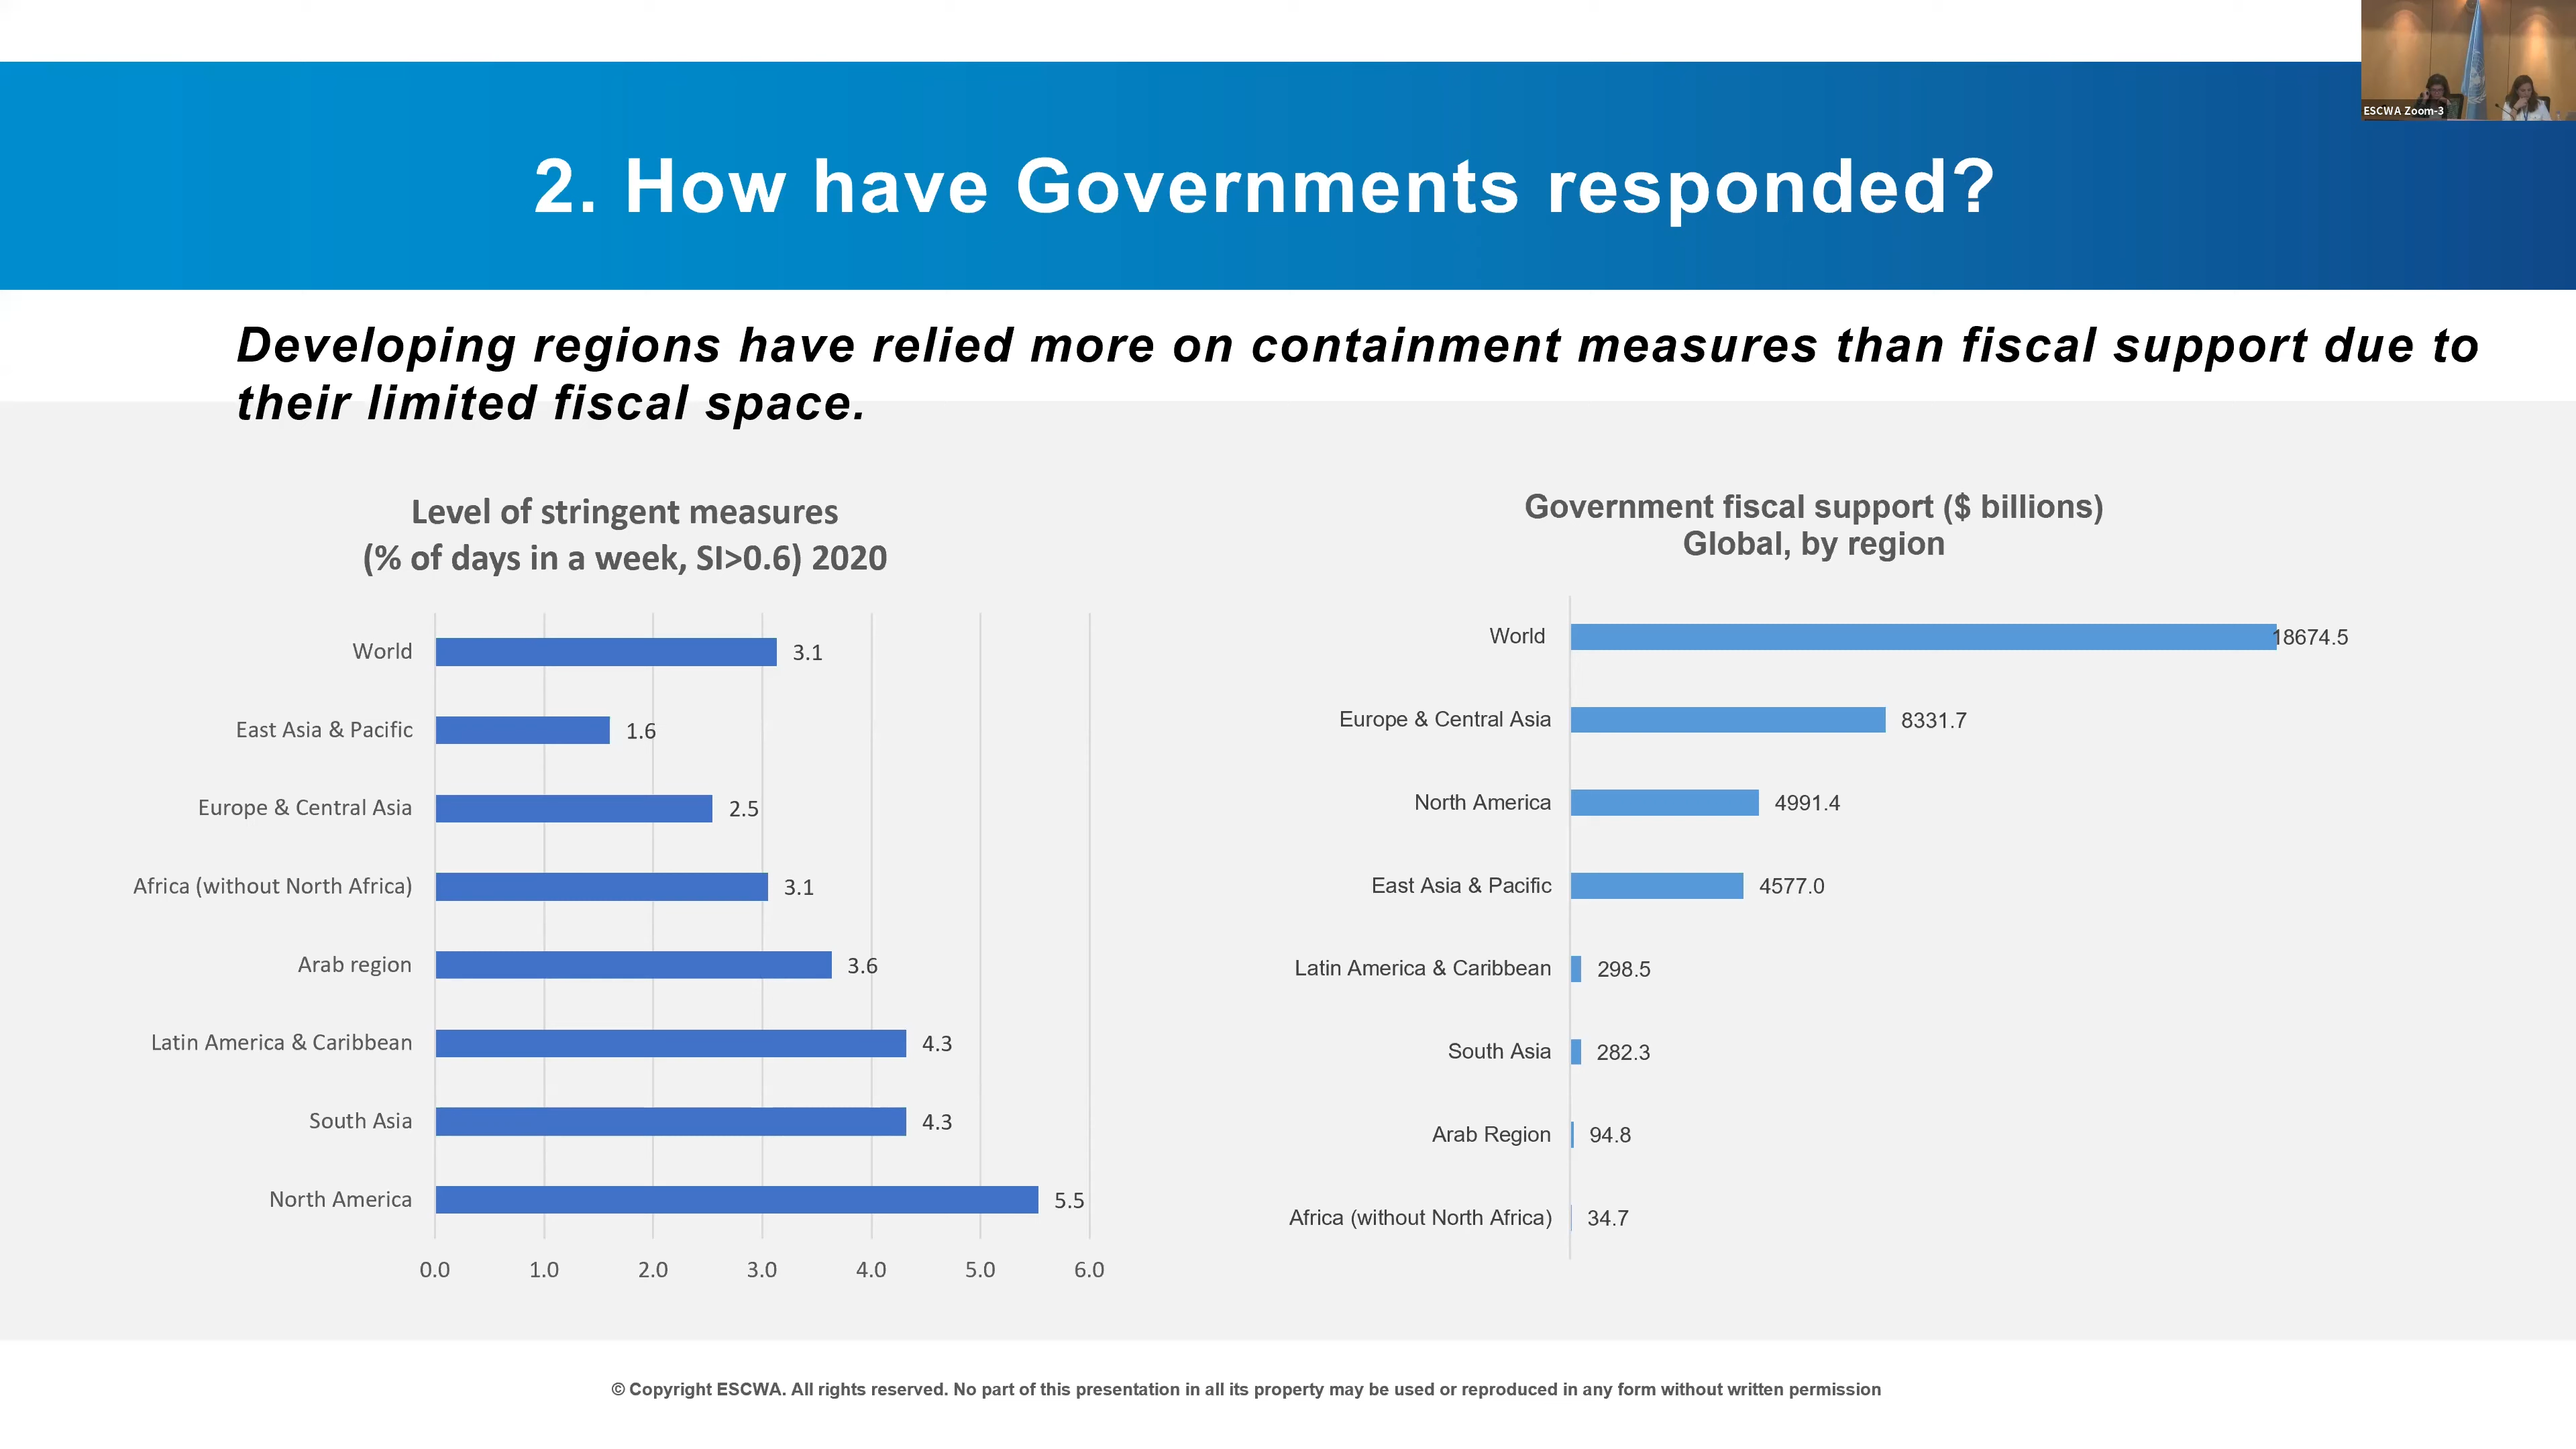 ESCWA Zoom-3
2. How have Governments responded?
Developing regions have relied more on containment measures than fiscal support due to
their limited fiscal space.
Level of stringent measures
(% of days in a week, SI>0.6) 2020
World 3.1
East Asia & Pacific 1.6
Europe & Central Asia 2.5
Africa (without North Africa) 3.1
Arab region 3.6
Latin America & Caribbean 4.3
South Asia 4.3
North America 5.5
0.0 1.0 2.0 3.0 4.0 5.0 6.0
Government fiscal support ($ billions)
Global, by region
World 18674.5
Europe & Central Asia 8331.7
North America 4991.4
East Asia & Pacific 4577.0
Latin America & Caribbean 298.5
South Asia 282.3
Arab Region 94.8
Africa (without North Africa) 34.7
© Copyright ESCWA. All rights reserved. No part of this presentation in all its property may be used or reproduced in any form without written permission